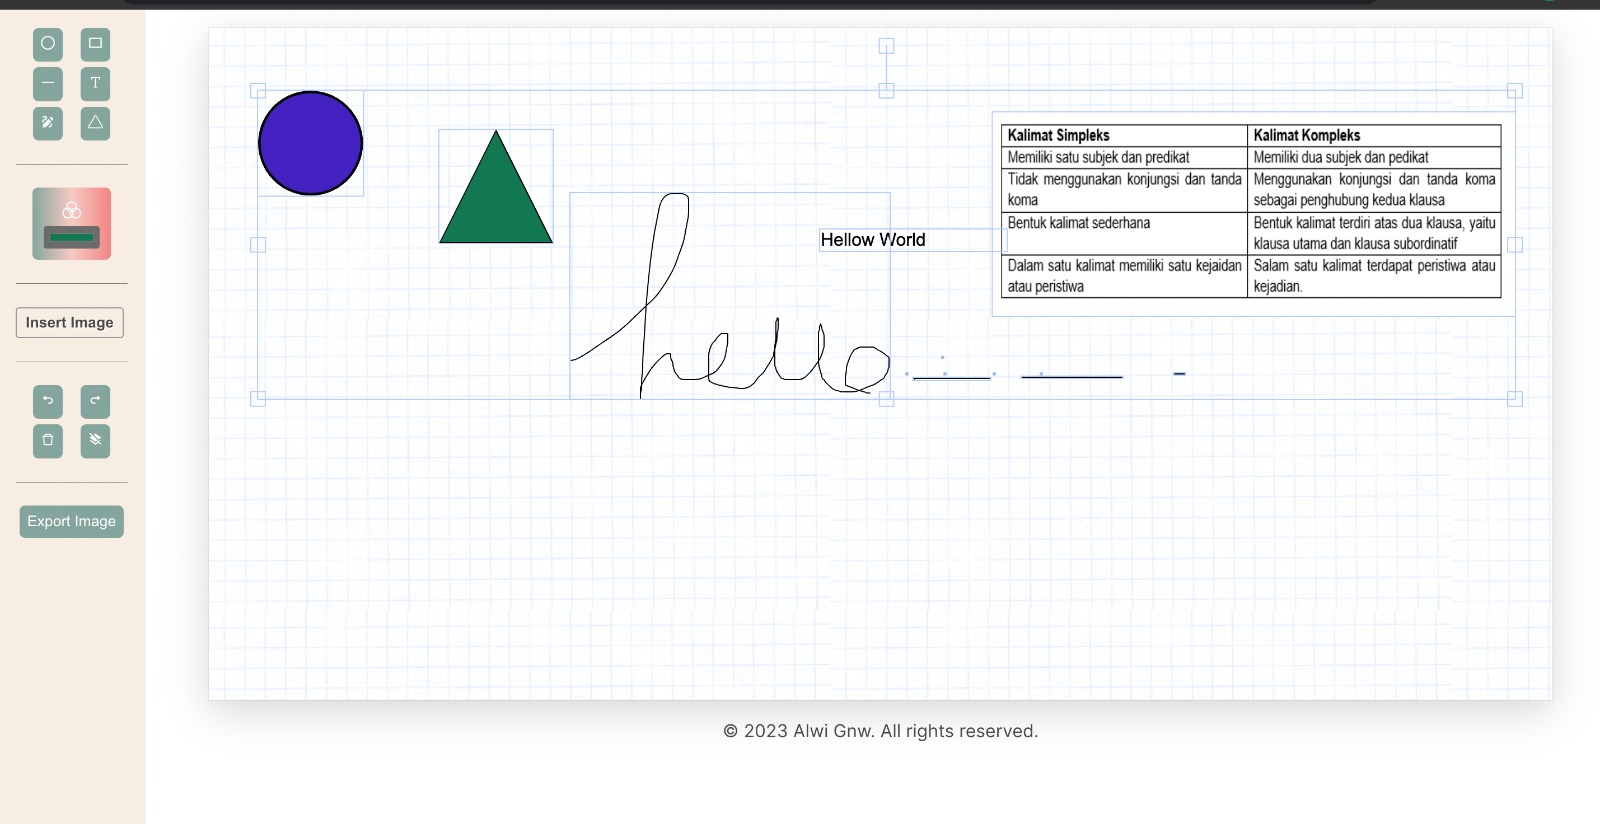 T
Insert Image
Export Image
Kalimat Simpleks Kalimat Kompleks
Memiliki satu subjek dan predikat Memiliki dua subjek dan pedikat
Tidak menggunakan konjungsi dan tanda Menggunakan konjungsi dan tanda koma
koma sebagai penghubung kedua klausa
Bentuk kalimat sederhana Bentuk kalimat terdiri atas dua klausa, yaitu
klausa utama dan klausa subordinatif
Dalam satu kalimat memiliki satu kejaidan Salam satu kalimat terdapat peristiwa atau
atau peristiwa kejadian.
Hellow World
hello
© 2023 Alwi Gnw. All rights reserved.